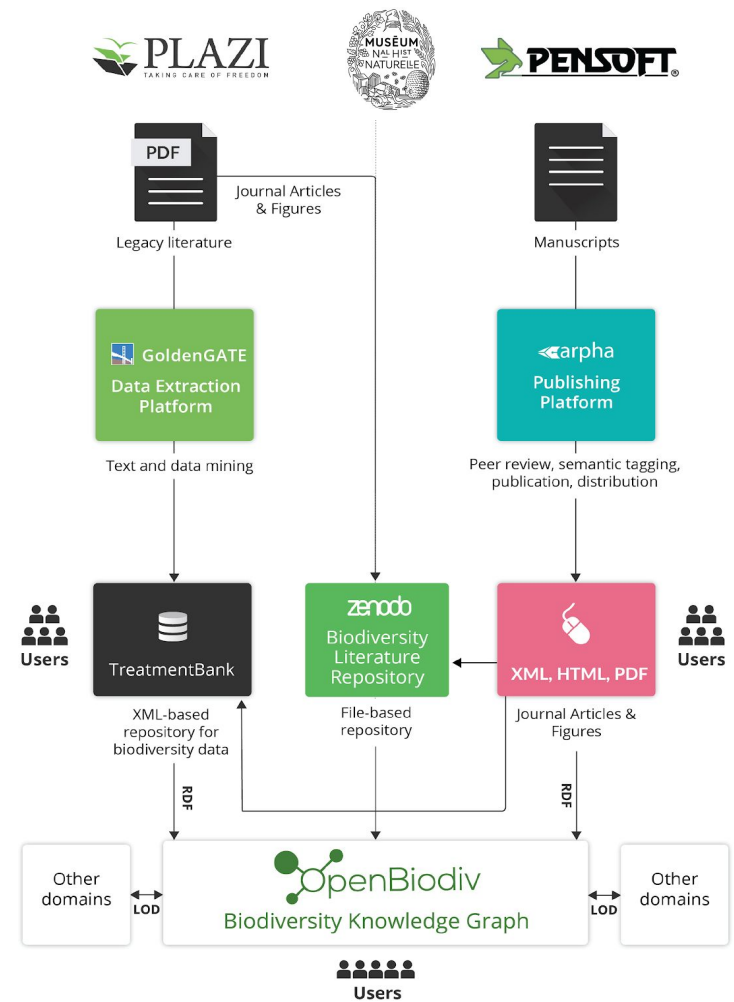 PLAZI
TAKING CARE OF FREEDOM
MUSÉUM
NAL HIST
NATURELLE
PENSOFT®
PDF
Journal Articles
& Figures
Legacy literature
Manuscripts
GoldenGATE
Data Extraction
Platform
arpha
Publishing
Platform
Text and data mining
Peer review, semantic tagging,
publication, distribution
Users
TreatmentBank
zenodo
Biodiversity
Literature
Repository
XML, HTML, PDF
Users
XML-based
repository for
biodiversity data
File-based
repository
Journal Articles &
Figures
RDF
RDF
Other
domains
LOD
OpenBiodiv
Biodiversity Knowledge Graph
LOD
Other
domains
Users